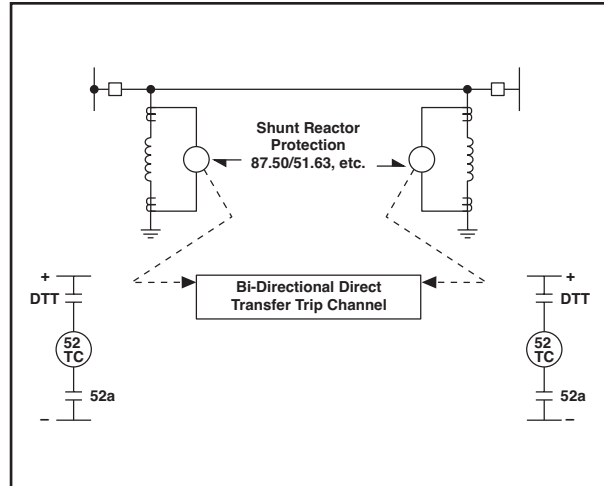 Shunt Reactor
Protection
87.50/51.63, etc.
Bi-Directional Direct
Transfer Trip Channel
+
DTT
52
TC
52a
–
+
DTT
52
TC
52a
–